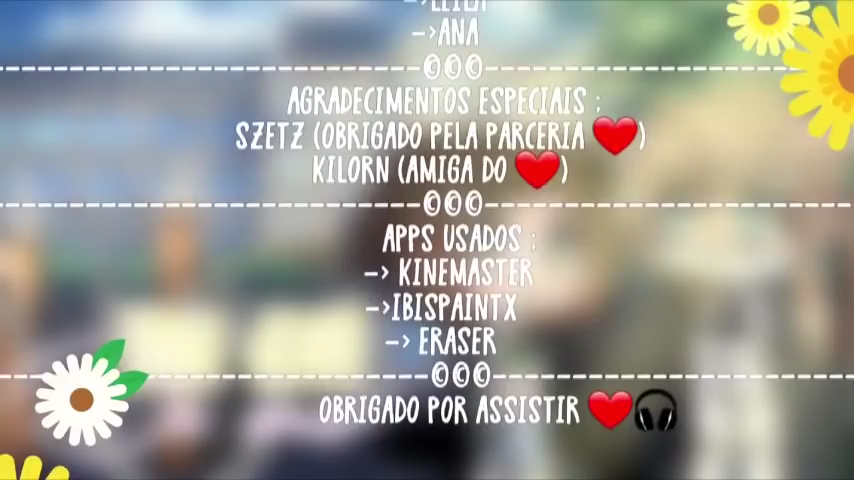 ->ANA
©©©
AGRADECIMENTOS ESPECIAIS :
SZETZ (OBRIGADO PELA PARCERIA ❤️)
KILORN (AMIGA DO ❤️)
©©©
APPS USADOS :
-> KINEMASTER
->IBISPAINTX
-> ERASER
©©©
OBRIGADO POR ASSISTIR ❤️🎧